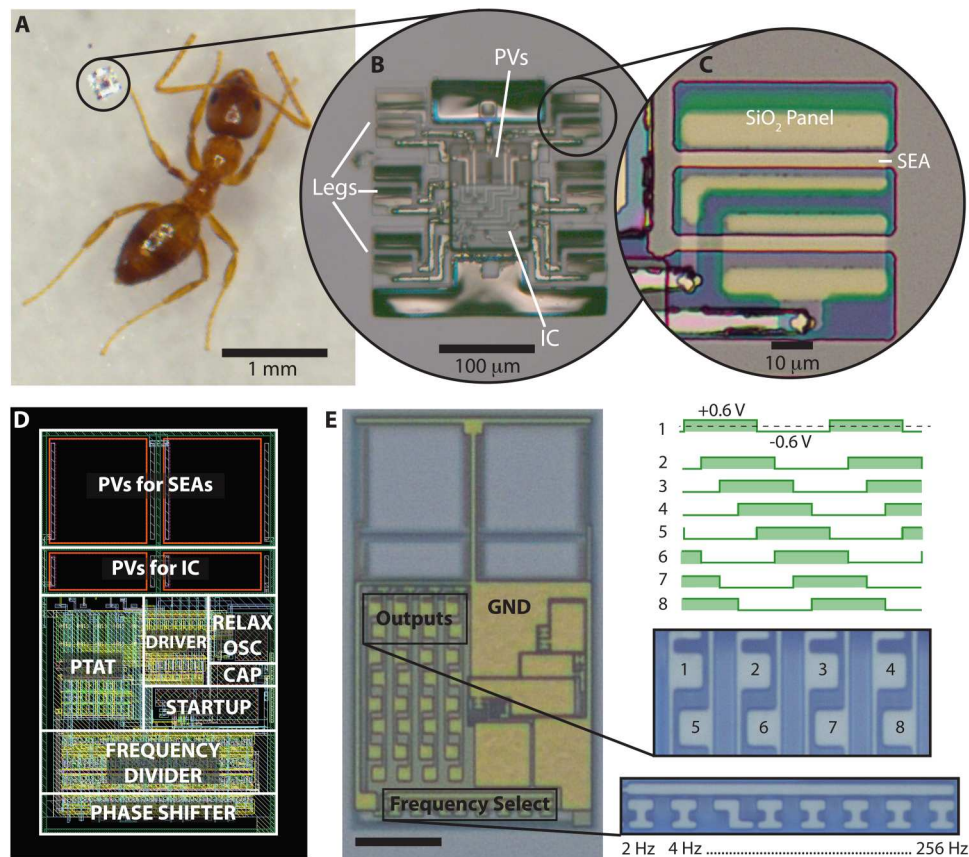 A
1 mm
B
PVs
Legs
IC
100 μm
C
SiO₂ Panel
SEA
10 μm
D
PVs for SEAs
PVs for IC
PTAT
DRIVER
RELAX
OSC
CAP
STARTUP
FREQUENCY
DIVIDER
PHASE SHIFTER
E
Outputs
GND
Frequency Select
+0.6 V
1
-0.6 V
2
3
4
5
6
7
8
1 2 3 4
5 6 7 8
2 Hz 4 Hz ........................................ 256 Hz